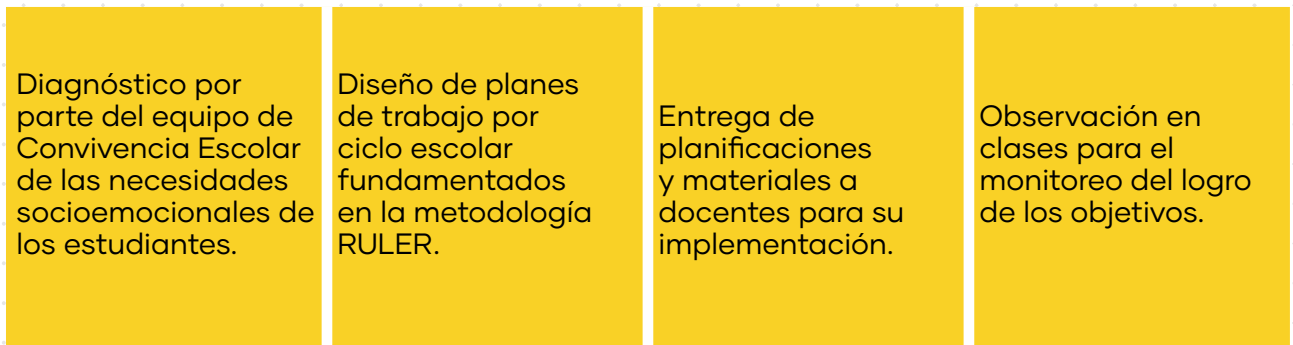 Diagnóstico por
parte del equipo de
Convivencia Escolar
de las necesidades
socioemocionales de
los estudiantes.
Diseño de planes
de trabajo por
ciclo escolar
fundamentados
en la metodología
RULER.
Entrega de
planificaciones
y materiales a
docentes para su
implementación.
Observación en
clases para el
monitoreo del logro
de los objetivos.